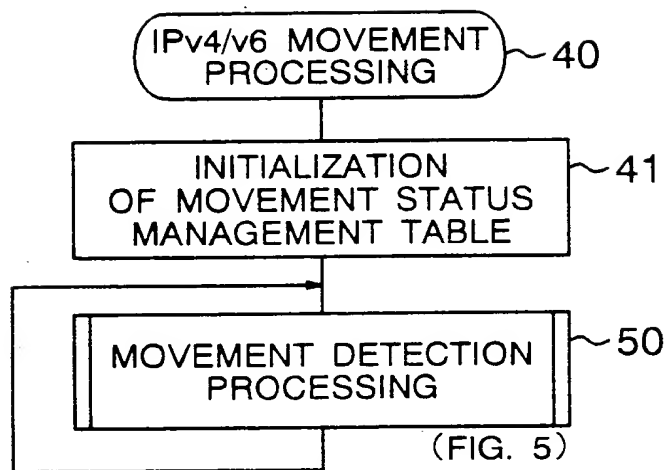 IPv4/v6 MOVEMENT
PROCESSING
40
INITIALIZATION
OF MOVEMENT STATUS
MANAGEMENT TABLE
41
MOVEMENT DETECTION
PROCESSING
50
(FIG. 5)